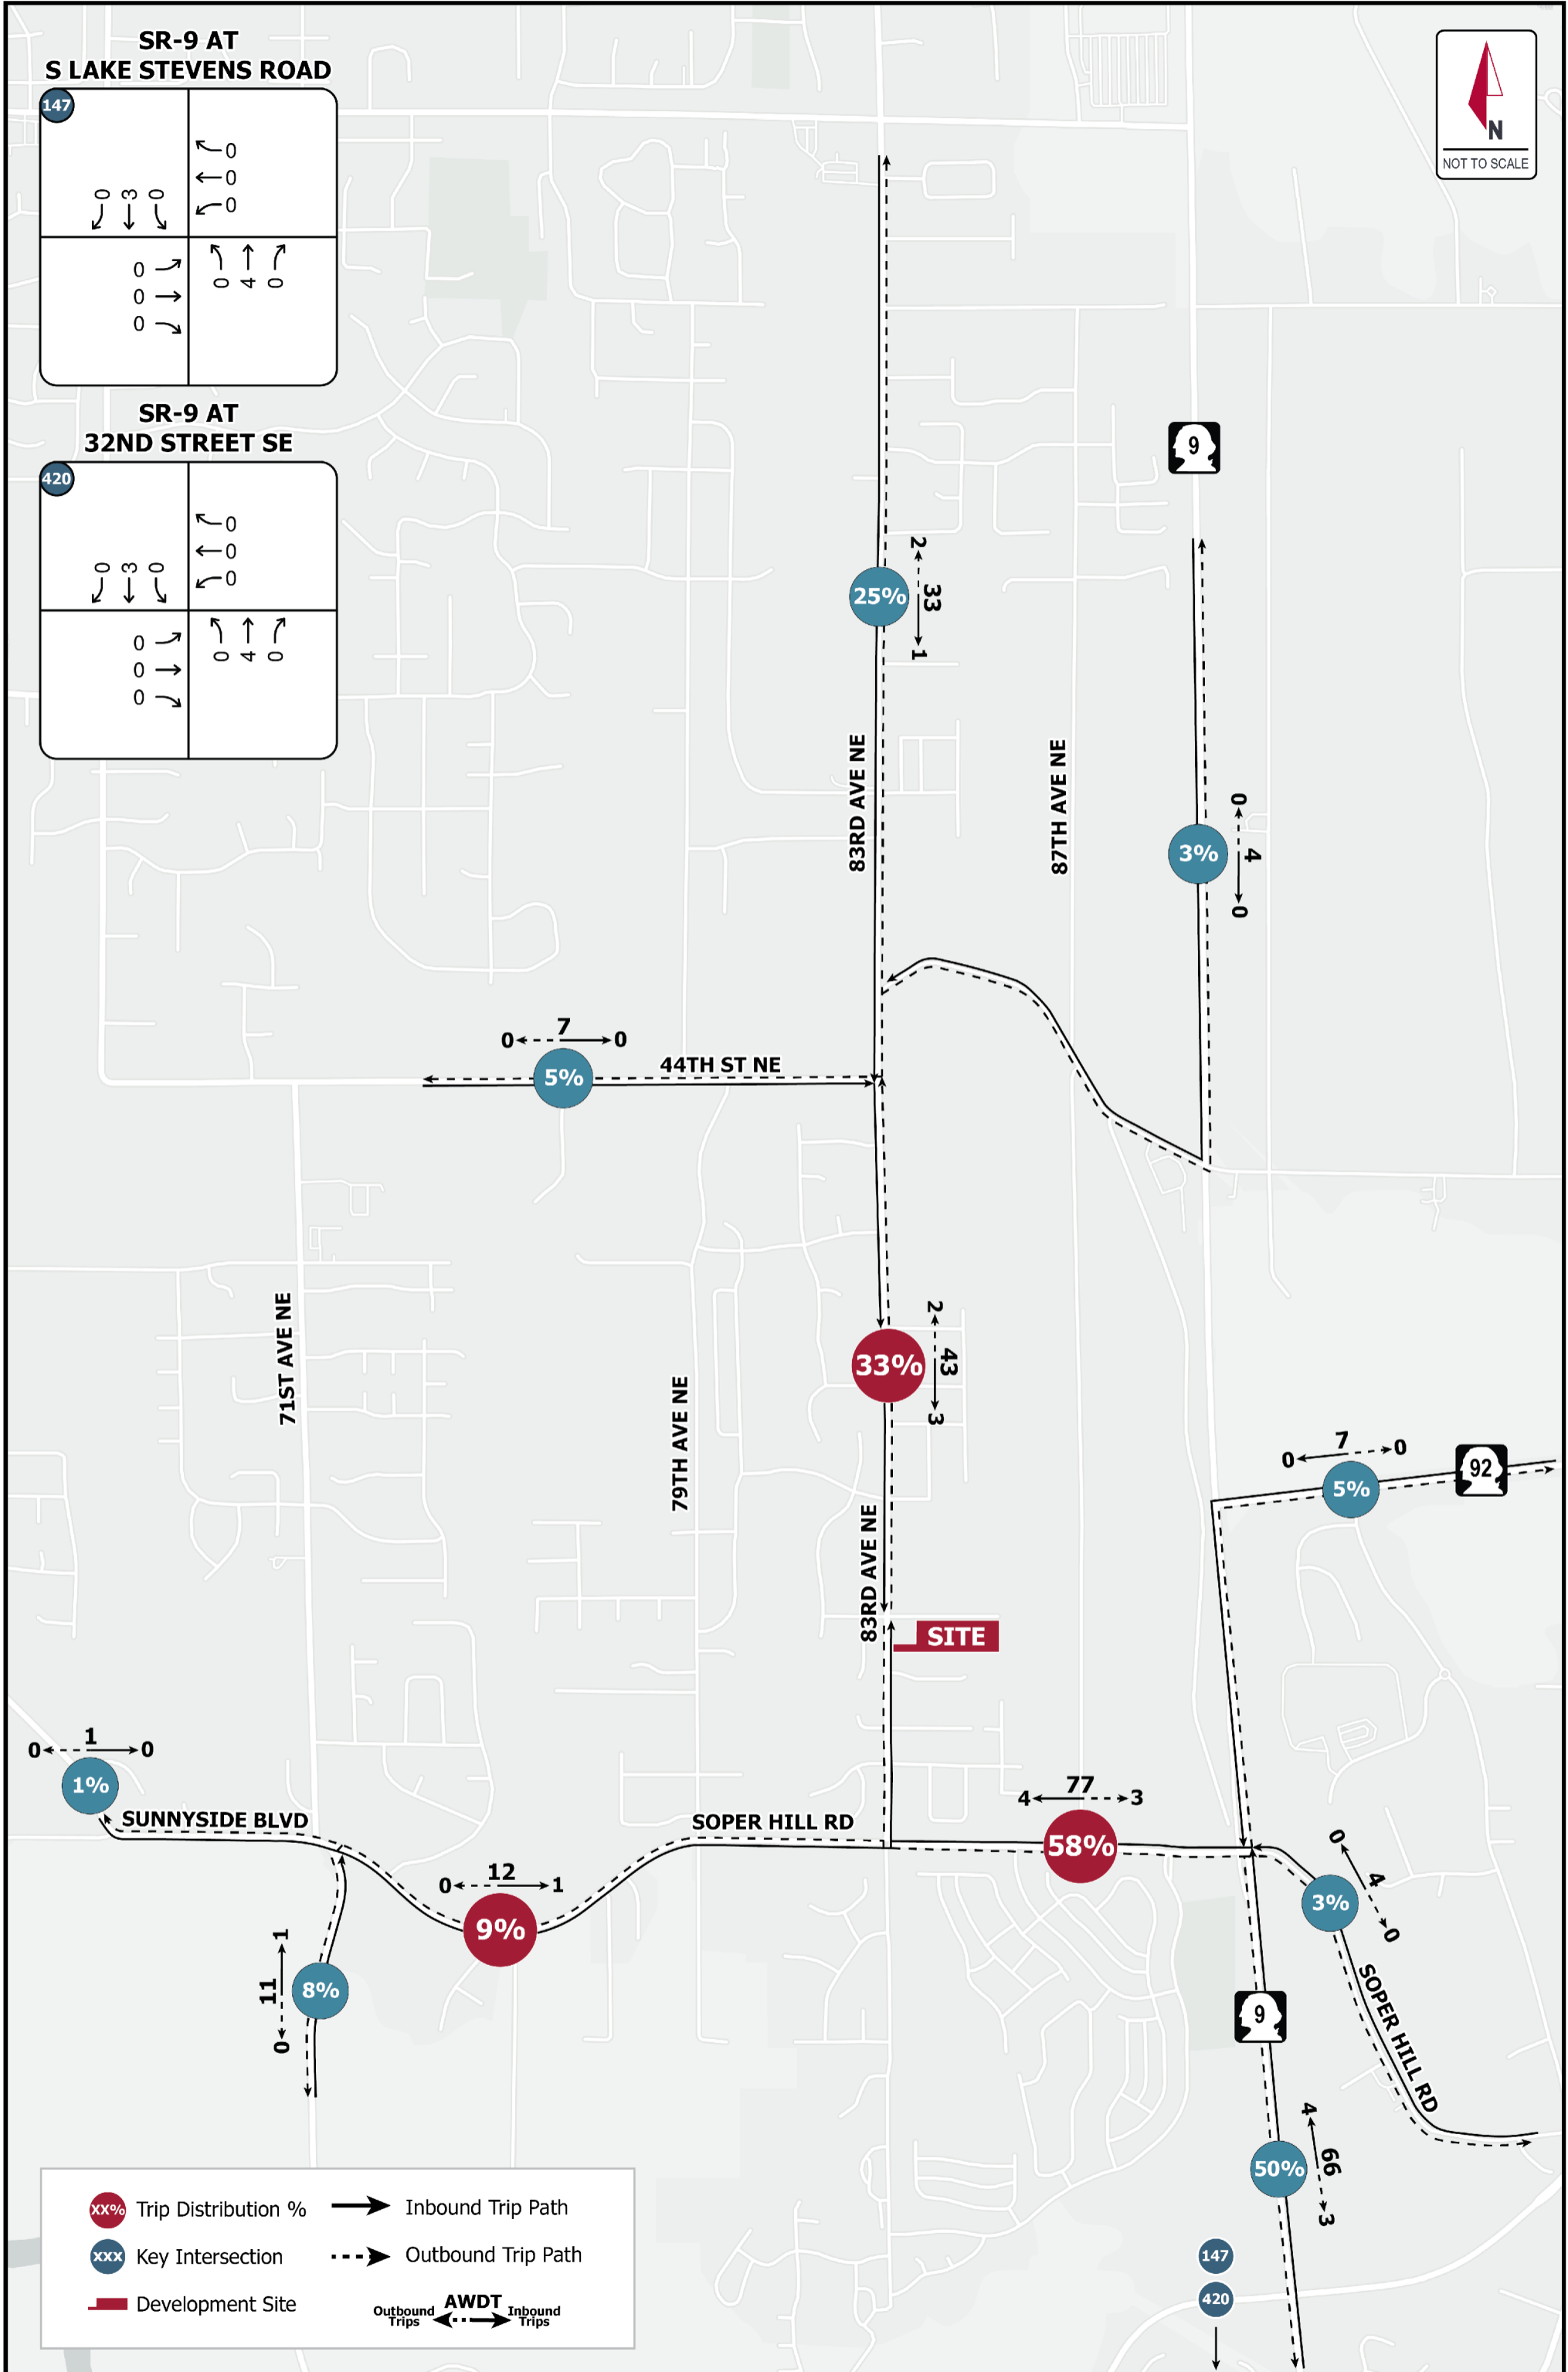 SR-9 AT
S LAKE STEVENS ROAD
147
0
0
0
0 3 0
0
0
0
0 4 0
SR-9 AT
32ND STREET SE
420
0
0
0
0 3 0
0
0
0
0 4 0
N
NOT TO SCALE
9
2
33
1
25%
83RD AVE NE
87TH AVE NE
0
4
0
3%
7
0 0
5%
44TH ST NE
71ST AVE NE
79TH AVE NE
2
43
3
33%
83RD AVE NE
7
0 0
5%
92
SITE
1
0 0
1%
SUNNYSIDE BLVD
SOPER HILL RD
77
4 3
58%
12
0 1
9%
0
4
0
3%
1
11
0
8%
9
SOPER HILL RD
4
66
3
50%
147
420
XX% Trip Distribution %
Inbound Trip Path
XXX Key Intersection
Outbound Trip Path
Development Site
AWDT
Outbound Inbound
Trips Trips